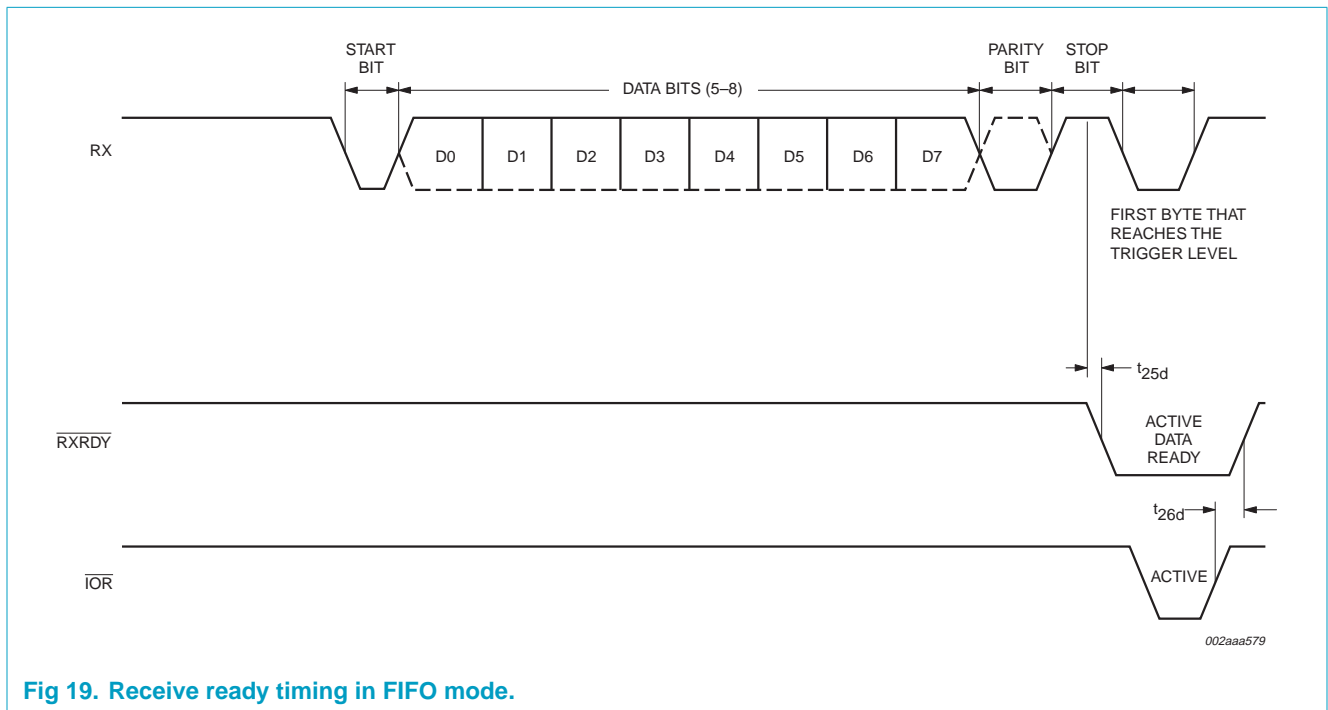 START
BIT
DATA BITS (5–8)
PARITY
BIT
STOP
BIT
RX
D0 D1 D2 D3 D4 D5 D6 D7
FIRST BYTE THAT
REACHES THE
TRIGGER LEVEL
t25d
RXRDY
ACTIVE
DATA
READY
t26d
IOR
ACTIVE
002aaa579
Fig 19. Receive ready timing in FIFO mode.